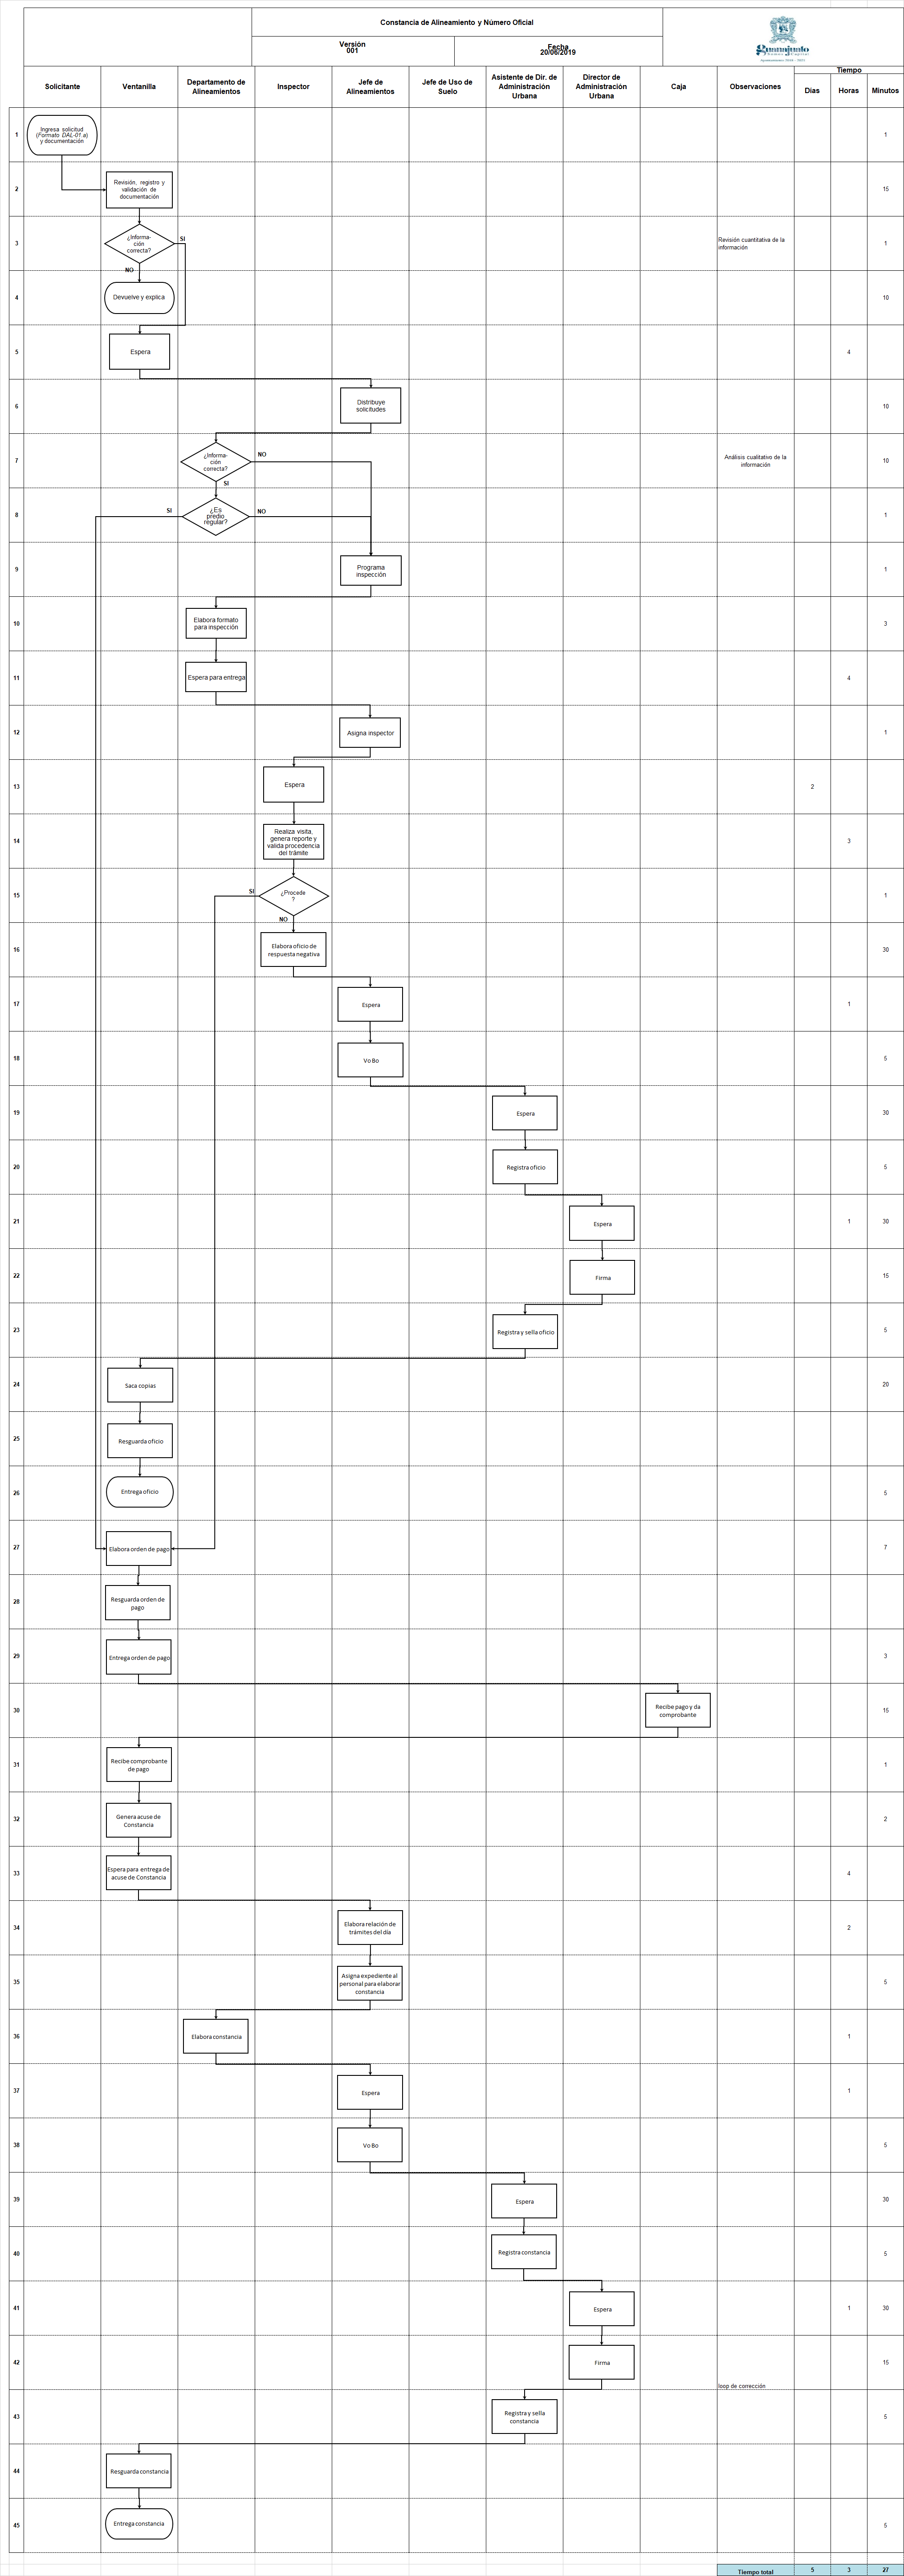 Constancia de Alineamiento y Número Oficial
Versión
001
Fecha
20/06/2019
Guanajuato
Somos Capital
Ayuntamiento 2018 - 2021
Solicitante
Ventanilla
Departamento de
Alineamientos
Inspector
Jefe de
Alineamientos
Jefe de Uso de
Suelo
Asistente de Dir. de
Administración
Urbana
Director de
Administración
Urbana
Caja
Observaciones
Tiempo
Días
Horas
Minutos
1
Ingresa solicitud
(Formato DAL-01 a)
y documentación
1
2
Revisión, registro y
validación de
documentación
15
3
¿Informa-
ción
correcta?
SI
NO
Revisión cuantitativa de la
información
1
4
Devuelve y explica
10
5
Espera
4
6
Distribuye
solicitudes
10
7
¿Informa-
ción
correcta?
NO
SI
Análisis cualitativo de la
información
10
8
SI
¿Es
predio
regular?
NO
1
9
Programa
inspección
1
10
Elabora formato
para inspección
3
11
Espera para entrega
4
12
Asigna inspector
1
13
Espera
2
14
Realiza visita,
genera reporte y
valida procedencia
del trámite
3
15
SI
¿Procede
?
NO
1
16
Elabora oficio de
respuesta negativa
30
17
Espera
1
18
Vo Bo
5
19
Espera
30
20
Registra oficio
5
21
Espera
1
30
22
Firma
15
23
Registra y sella oficio
5
24
Saca copias
20
25
Resguarda oficio
26
Entrega oficio
5
27
Elabora orden de pago
7
28
Resguarda orden de
pago
29
Entrega orden de pago
3
30
Recibe pago y da
comprobante
15
31
Recibe comprobante
de pago
1
32
Genera acuse de
Constancia
2
33
Espera para entrega de
acuse de Constancia
4
34
Elabora relación de
trámites del día
2
35
Asigna expediente al
personal para elaborar
constancia
5
36
Elabora constancia
1
37
Espera
1
38
Vo Bo
5
39
Espera
30
40
Registra constancia
5
41
Espera
1
30
42
Firma
15
loop de corrección
43
Registra y sella
constancia
5
44
Resguarda constancia
45
Entrega constancia
5
Tiempo total
5
3
27